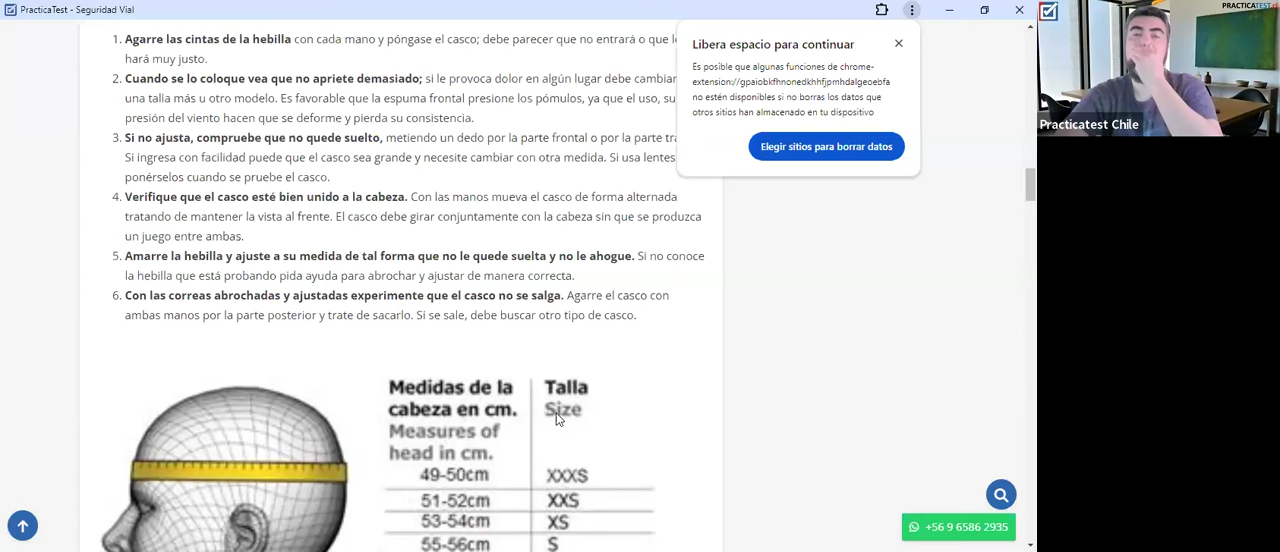 PracticaTest - Seguridad Vial
1. Agarre las cintas de la hebilla con cada mano y póngase el casco; debe parecer que no entrará o que le
hará muy justo.
2. Cuando se lo coloque vea que no apriete demasiado; si le provoca dolor en algún lugar debe cambiar
una talla más u otro modelo. Es favorable que la espuma frontal presione los pómulos, ya que el uso, su
presión del viento hacen que se deforme y pierda su consistencia.
3. Si no ajusta, compruebe que no quede suelto, metiendo un dedo por la parte frontal o por la parte
Si ingresa con facilidad puede que el casco sea grande y necesite cambiar con otra medida. Si usa lentes
ponérselos cuando se pruebe el casco.
4. Verifique que el casco esté bien unido a la cabeza. Con las manos mueva el casco de forma alternada
tratando de mantener la vista al frente. El casco debe girar conjuntamente con la cabeza sin que se produzca
un juego entre ambas.
5. Amarre la hebilla y ajuste a su medida de tal forma que no le quede suelta y no le ahogue. Si no conoce
la hebilla que está probando pida ayuda para abrochar y ajustar de manera correcta.
6. Con las correas abrochadas y ajustadas experimente que el casco no se salga. Agarre el casco con
ambas manos por la parte posterior y trate de sacarlo. Si se sale, debe buscar otro tipo de casco.
Libera espacio para continuar
Es posible que algunas funciones de chrome-
extension://gpaiobkfhnonedkhhfjpmhdalgeoebfa
no estén disponibles si no borras los datos que
otros sitios han almacenado en tu dispositivo
Elegir sitios para borrar datos
Medidas de la
cabeza en cm.
Measures of
head in cm.
Talla
Size
49-50cm XXXS
51-52cm XXS
53-54cm XS
55-56cm S
+56 9 6586 2935
PRACTICATEST
Practicatest Chile